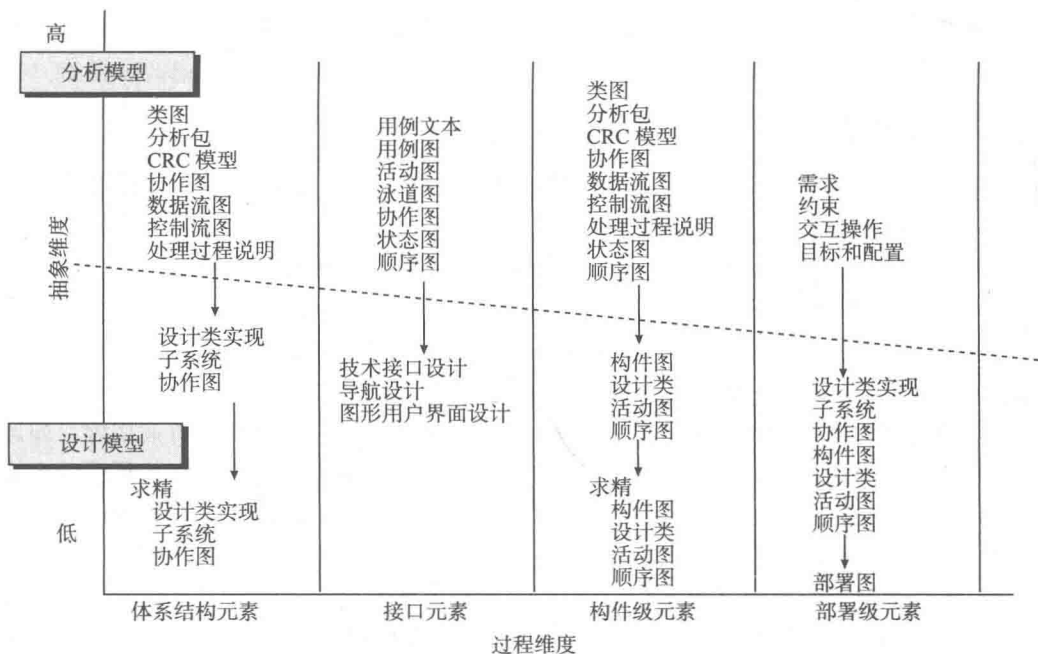 高
分析模型
抽象维度
设计模型
低
类图
分析包
CRC 模型
协作图
数据流图
控制流图
处理过程说明
设计类实现
子系统
协作图
求精
设计类实现
子系统
协作图
体系结构元素
用例文本
用例图
活动图
泳道图
协作图
状态图
顺序图
技术接口设计
导航设计
图形用户界面设计
接口元素
类图
分析包
CRC 模型
协作图
数据流图
控制流图
处理过程说明
状态图
顺序图
构件图
设计类
活动图
顺序图
求精
构件图
设计类
活动图
顺序图
构件级元素
需求
约束
交互操作
目标和配置
设计类实现
子系统
协作图
构件图
设计类
活动图
顺序图
部署图
部署级元素
过程维度